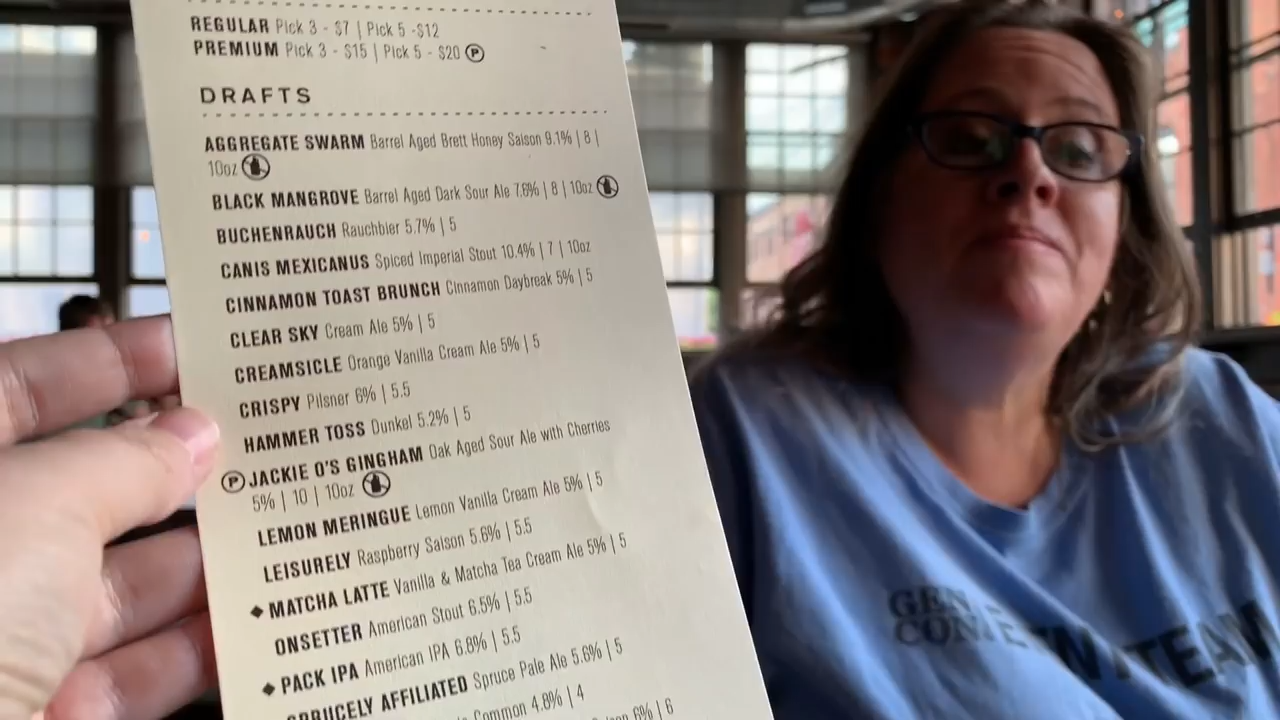 REGULAR Pick 3 - $7 | Pick 5 -$12
PREMIUM Pick 3 - $15 | Pick 5 - $20 Ⓟ
DRAFTS
AGGREGATE SWARM Barrel Aged Brett Honey Saison 9.1% | 8 |
10oz
BLACK MANGROVE Barrel Aged Dark Sour Ale 7.6% | 8 | 10oz
BUCHENRAUCH Rauchbier 5.7% | 5
CANIS MEXICANUS Spiced Imperial Stout 10.4% | 7 | 10oz
CINNAMON TOAST BRUNCH Cinnamon Daybreak 5% | 5
CLEAR SKY Cream Ale 5% | 5
CREAMSICLE Orange Vanilla Cream Ale 5% | 5
CRISPY Pilsner 6% | 5.5
HAMMER TOSS Dunkel 5.2% | 5
Ⓟ JACKIE O'S GINGHAM Oak Aged Sour Ale with Cherries
5% | 10 | 10oz
LEMON MERINGUE Lemon Vanilla Cream Ale 5% | 5
LEISURELY Raspberry Saison 5.6% | 5.5
◆ MATCHA LATTE Vanilla & Matcha Tea Cream Ale 5% | 5
ONSETTER American Stout 6.5% | 5.5
◆ PACK IPA American IPA 6.8% | 5.5
SPRUCELY AFFILIATED Spruce Pale Ale 5.6% | 5
Common 4.8% | 4
6% | 6
GEN
CON
TEAM